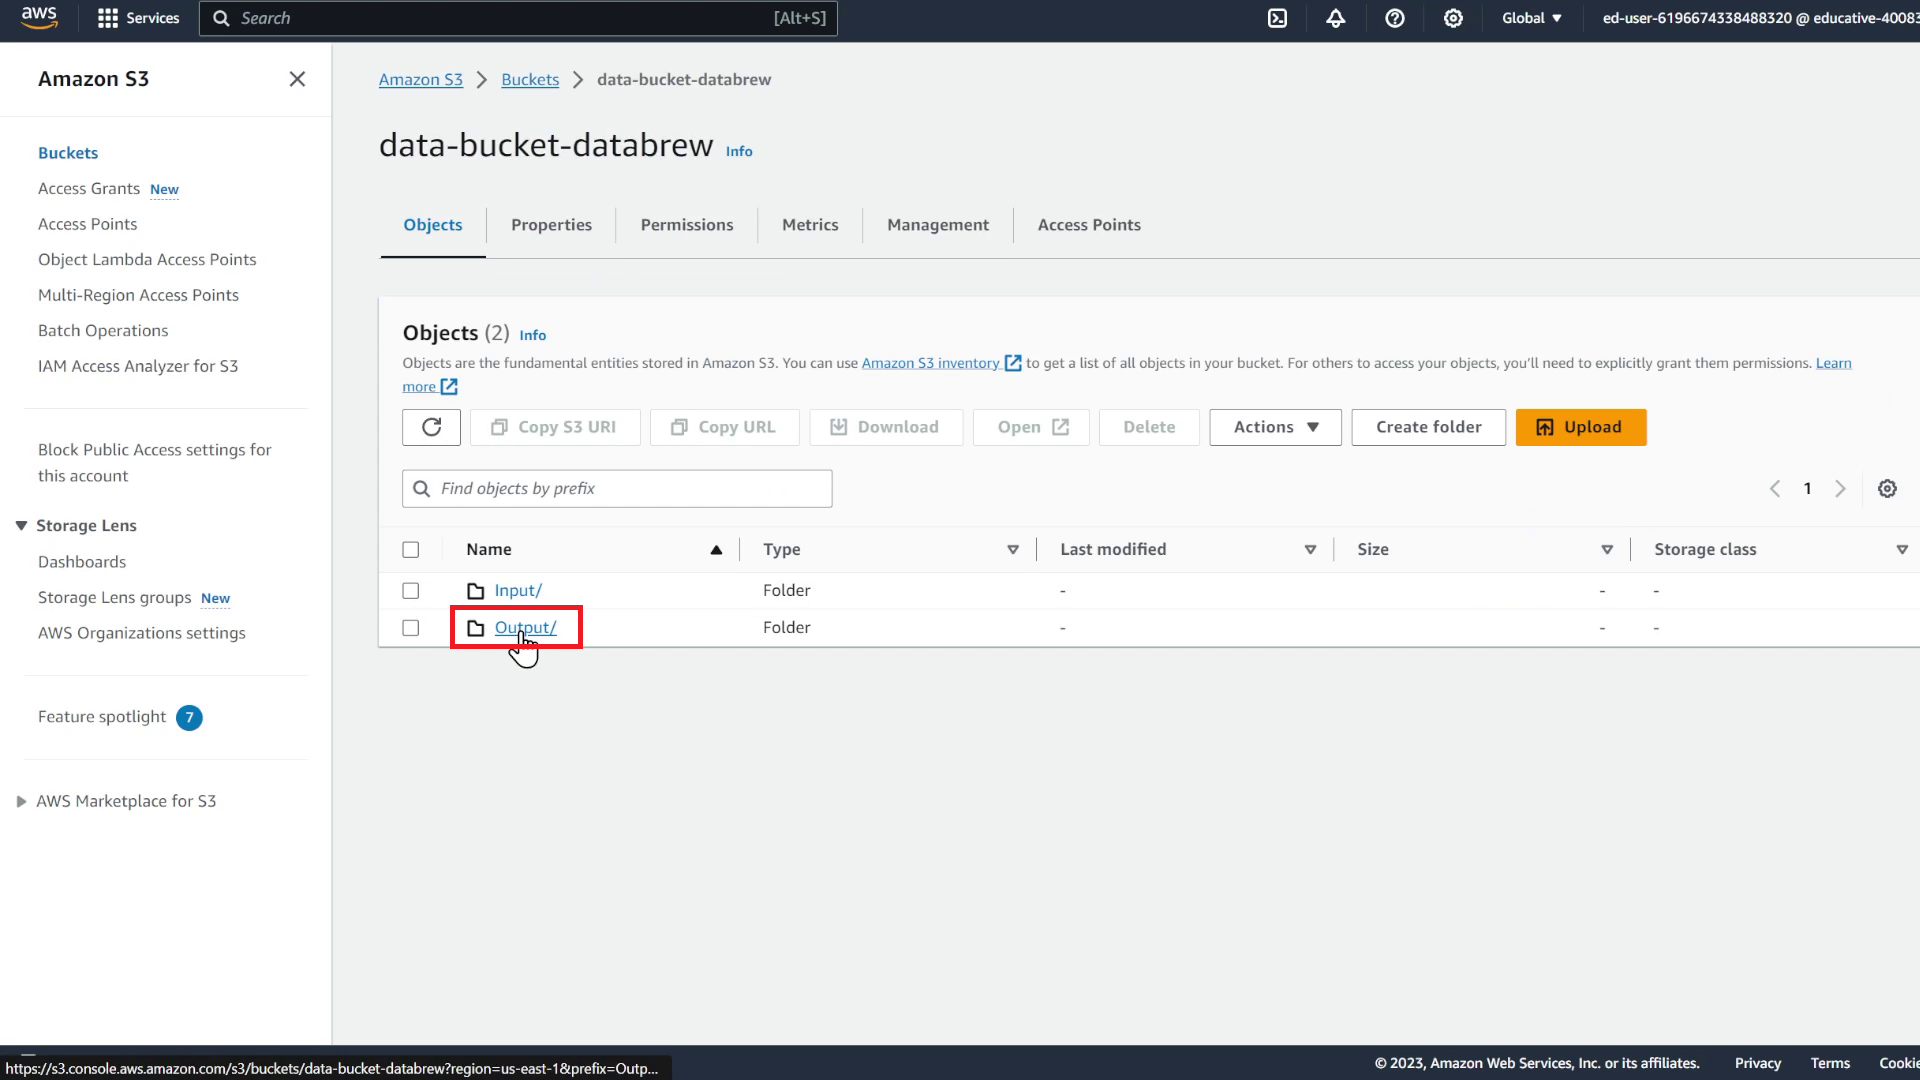 aws
Services
Search
[Alt+S]
Global
ed-user-6196674338488320 @ educative-40083
Amazon S3
Buckets
Access Grants New
Access Points
Object Lambda Access Points
Multi-Region Access Points
Batch Operations
IAM Access Analyzer for S3
Block Public Access settings for
this account
Storage Lens
Dashboards
Storage Lens groups New
AWS Organizations settings
Feature spotlight 7
AWS Marketplace for S3
Amazon S3 > Buckets > data-bucket-databrew
data-bucket-databrew Info
Objects Properties Permissions Metrics Management Access Points
Objects (2) Info
Objects are the fundamental entities stored in Amazon S3. You can use Amazon S3 inventory to get a list of all objects in your bucket. For others to access your objects, you'll need to explicitly grant them permissions. Learn
more
Copy S3 URI Copy URL Download Open Delete Actions Create folder Upload
Find objects by prefix
1
Name Type Last modified Size Storage class
Input/ Folder - - -
Output/ Folder - - -
https://s3.console.aws.amazon.com/s3/buckets/data-bucket-databrew?region=us-east-1&prefix=Outp...
© 2023, Amazon Web Services, Inc. or its affiliates. Privacy Terms Cookie